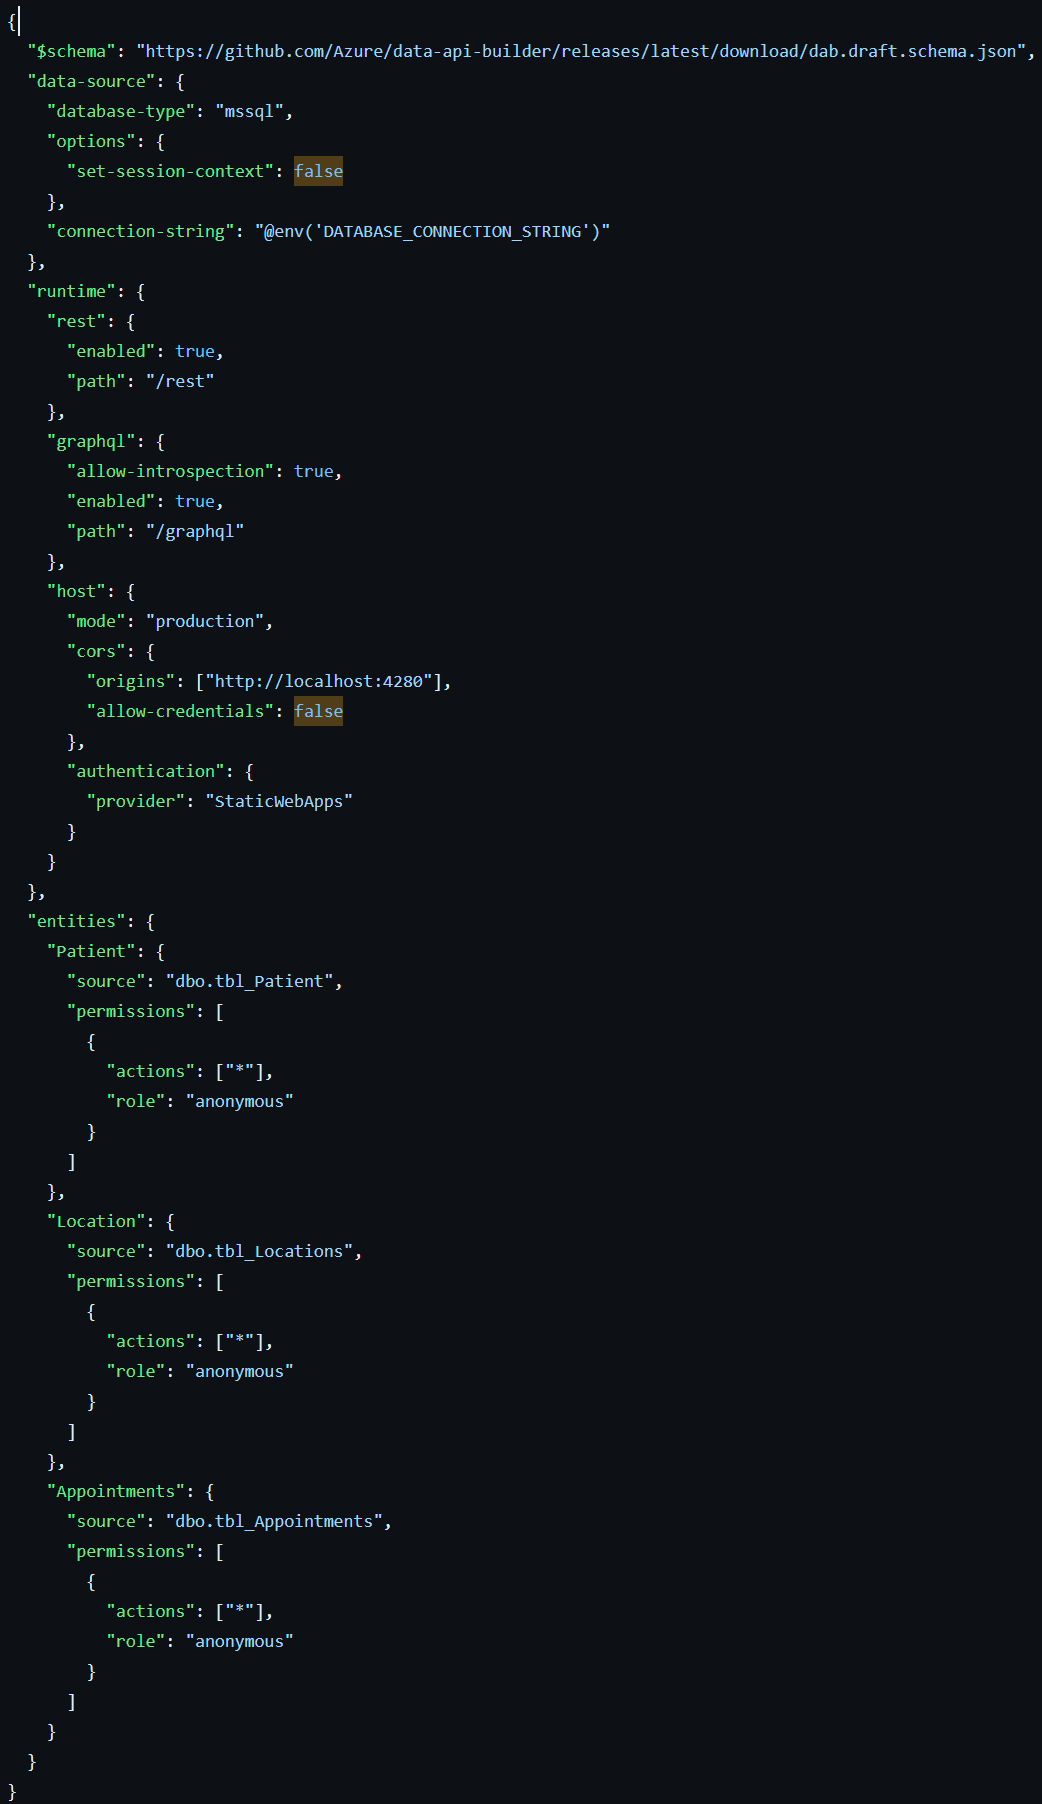 {
  "$schema": "https://github.com/Azure/data-api-builder/releases/latest/download/dab.draft.schema.json",
  "data-source": {
    "database-type": "mssql",
    "options": {
      "set-session-context": false
    },
    "connection-string": "@env('DATABASE_CONNECTION_STRING')"
  },
  "runtime": {
    "rest": {
      "enabled": true,
      "path": "/rest"
    },
    "graphql": {
      "allow-introspection": true,
      "enabled": true,
      "path": "/graphql"
    },
    "host": {
      "mode": "production",
      "cors": {
        "origins": ["http://localhost:4280"],
        "allow-credentials": false
      },
      "authentication": {
        "provider": "StaticWebApps"
      }
    }
  },
  "entities": {
    "Patient": {
      "source": "dbo.tbl_Patient",
      "permissions": [
        {
          "actions": ["*"],
          "role": "anonymous"
        }
      ]
    },
    "Location": {
      "source": "dbo.tbl_Locations",
      "permissions": [
        {
          "actions": ["*"],
          "role": "anonymous"
        }
      ]
    },
    "Appointments": {
      "source": "dbo.tbl_Appointments",
      "permissions": [
        {
          "actions": ["*"],
          "role": "anonymous"
        }
      ]
    }
  }
}